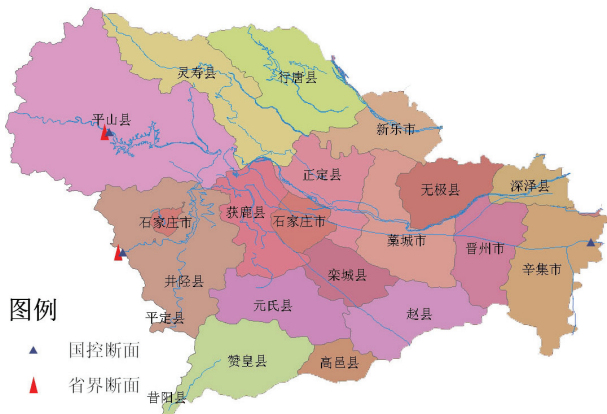 灵寿县
行唐县
平山县
新乐市
正定县
无极县
深泽县
石家庄市
获鹿县
石家庄市
藁城市
晋州市
辛集市
井陉县
栾城县
元氏县
赵县
平定县
赞皇县
高邑县
昔阳县
图例
国控断面
省界断面